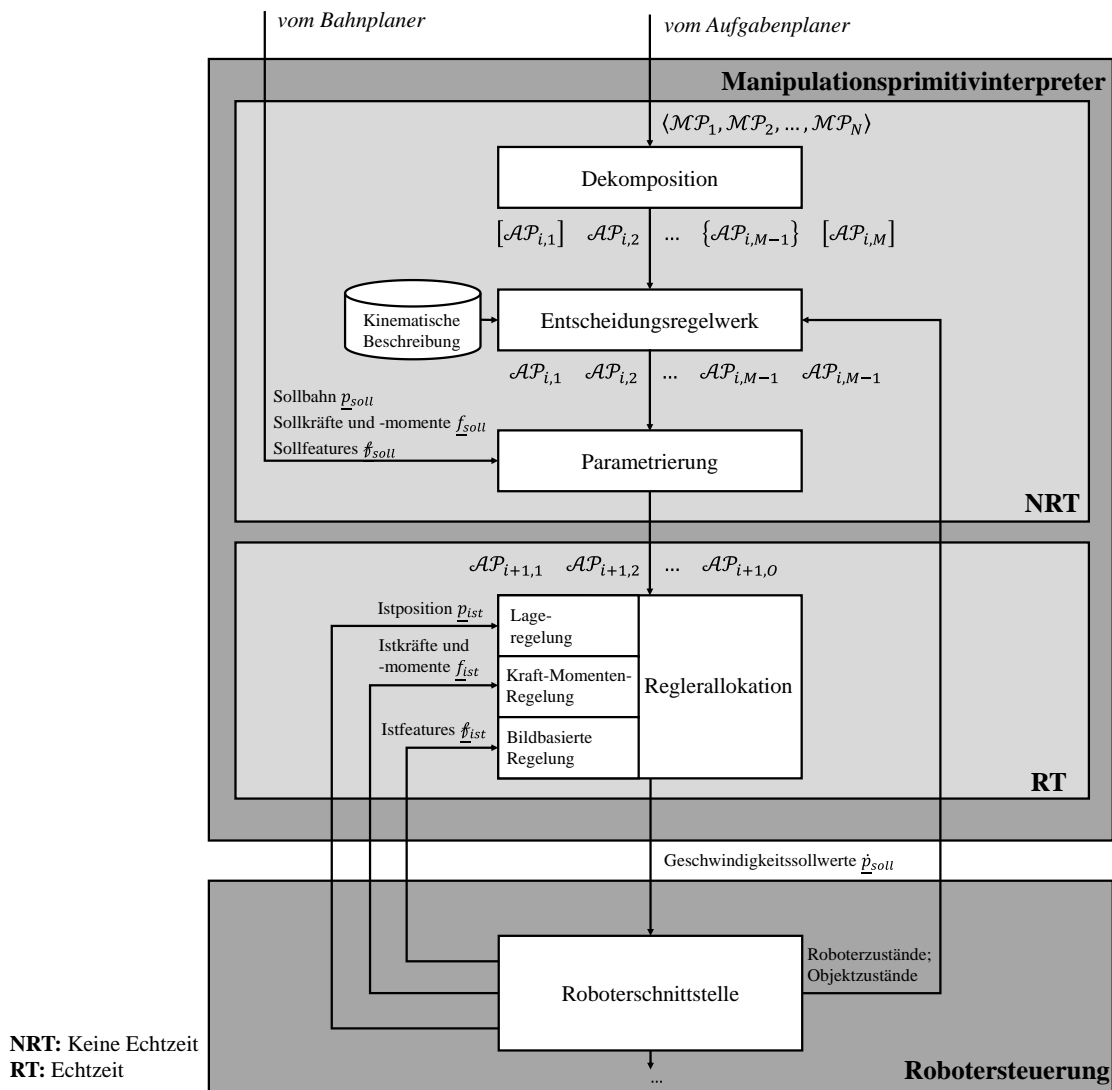 vom Bahnplaner
vom Aufgabenplaner
Manipulationsprimitivinterpreter
⟨𝓜𝓟₁, 𝓜𝓟₂, … , 𝓜𝓟_N⟩
Dekomposition
[𝓐𝓟_{i,1}] 𝓐𝓟_{i,2} … {𝓐𝓟_{i,M−1}} [𝓐𝓟_{i,M}]
Kinematische
Beschreibung
Entscheidungsregelwerk
𝓐𝓟_{i,1} 𝓐𝓟_{i,2} … 𝓐𝓟_{i,M−1} 𝓐𝓟_{i,M−1}
Sollbahn p_soll
Sollkräfte und -momente f_soll
Sollfeatures 𝓀_soll
Parametrierung
NRT
𝓐𝓟_{i+1,1} 𝓐𝓟_{i+1,2} … 𝓐𝓟_{i+1,O}
Istposition p_ist
Lage-
regelung
Istkräfte und
-momente f_ist
Kraft-Momenten-
Regelung
Reglerallokation
Istfeatures 𝓀_ist
Bildbasierte
Regelung
RT
Geschwindigkeitssollwerte ṗ_soll
Roboterschnittstelle
Roboterzustände;
Objektzustände
NRT: Keine Echtzeit
RT: Echtzeit
…
Robotersteuerung